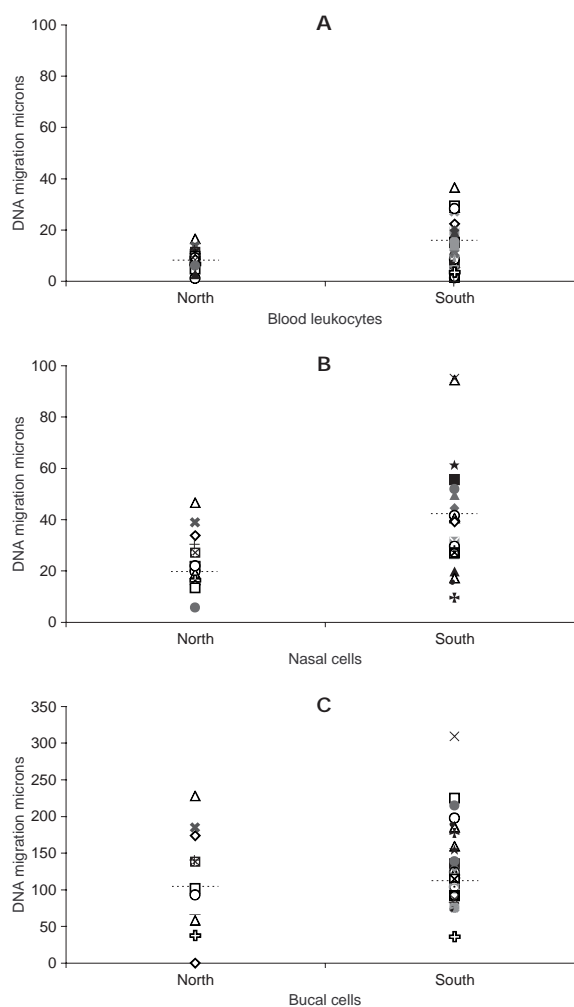 A
DNA migration microns
100
80
60
40
20
0
North
South
Blood leukocytes
B
DNA migration microns
100
80
60
40
20
0
North
South
Nasal cells
C
DNA migration microns
350
300
250
200
150
100
50
0
North
South
Bucal cells